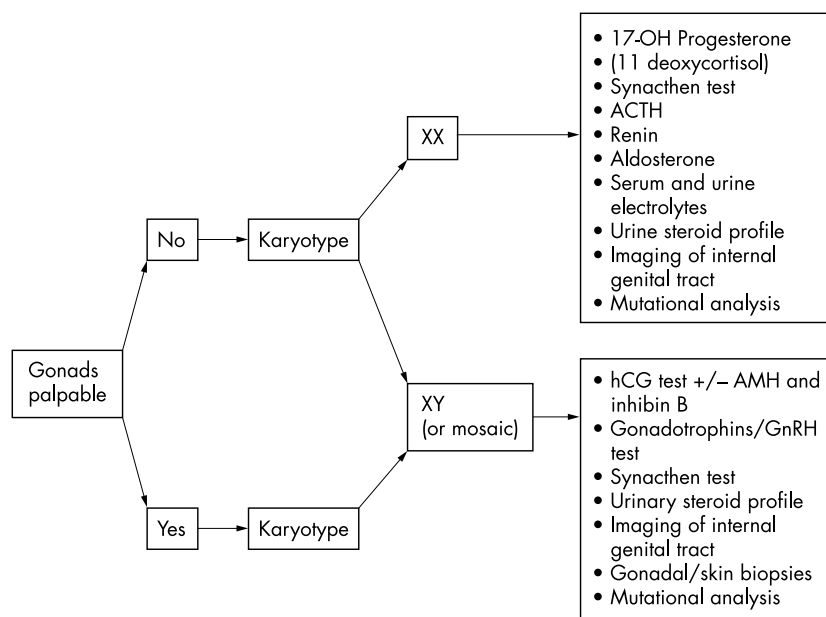 Gonads
palpable
No
Karyotype
XX
• 17-OH Progesterone
• (11 deoxycortisol)
• Synacthen test
• ACTH
• Renin
• Aldosterone
• Serum and urine
electrolytes
• Urine steroid profile
• Imaging of internal
genital tract
• Mutational analysis
Yes
Karyotype
XY
(or mosaic)
• hCG test +/– AMH and
inhibin B
• Gonadotrophins/GnRH
test
• Synacthen test
• Urinary steroid profile
• Imaging of internal
genital tract
• Gonadal/skin biopsies
• Mutational analysis